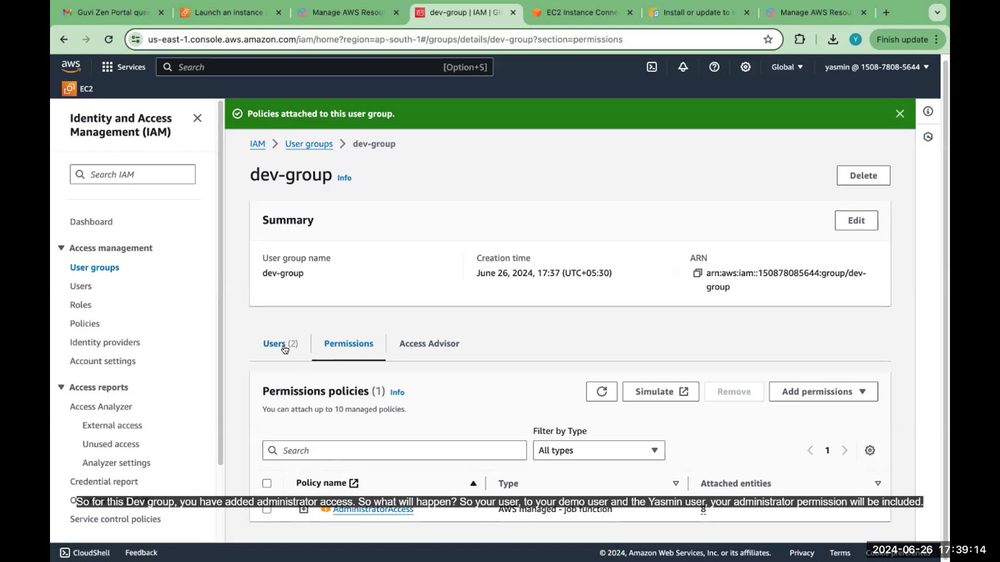 Guvi Zen Portal que
Launch an instance
Manage AWS Resou
dev-group | IAM | Gl
EC2 Instance Conne
Install or update to
Manage AWS Resou
us-east-1.console.aws.amazon.com/iam/home?region=ap-south-1#/groups/details/dev-group?section=permissions
Finish update
aws
Services
Search
[Option+S]
Global
yasmin @ 1508-7808-5644
EC2
Identity and Access
Management (IAM)
Search IAM
Dashboard
Access management
User groups
Users
Roles
Policies
Identity providers
Account settings
Access reports
Access Analyzer
External access
Unused access
Analyzer settings
Credential report
Service control policies
Policies attached to this user group.
IAM > User groups > dev-group
dev-group Info
Delete
Summary
Edit
User group name
dev-group
Creation time
June 26, 2024, 17:37 (UTC+05:30)
ARN
arn:aws:iam::150878085644:group/dev-
group
Users (2)
Permissions
Access Advisor
Permissions policies (1) Info
You can attach up to 10 managed policies.
Simulate
Remove
Add permissions
Filter by Type
Search
All types
1
Policy name
Type
Attached entities
AdministratorAccess
AWS managed - job function
8
So for this Dev group, you have added administrator access. So what will happen? So your user, to your demo user and the Yasmin user, your administrator permission will be included.
CloudShell
Feedback
© 2024, Amazon Web Services, Inc. or its affiliates.
Privacy
Terms
Cookie preferences
2024-06-26 17:39:14